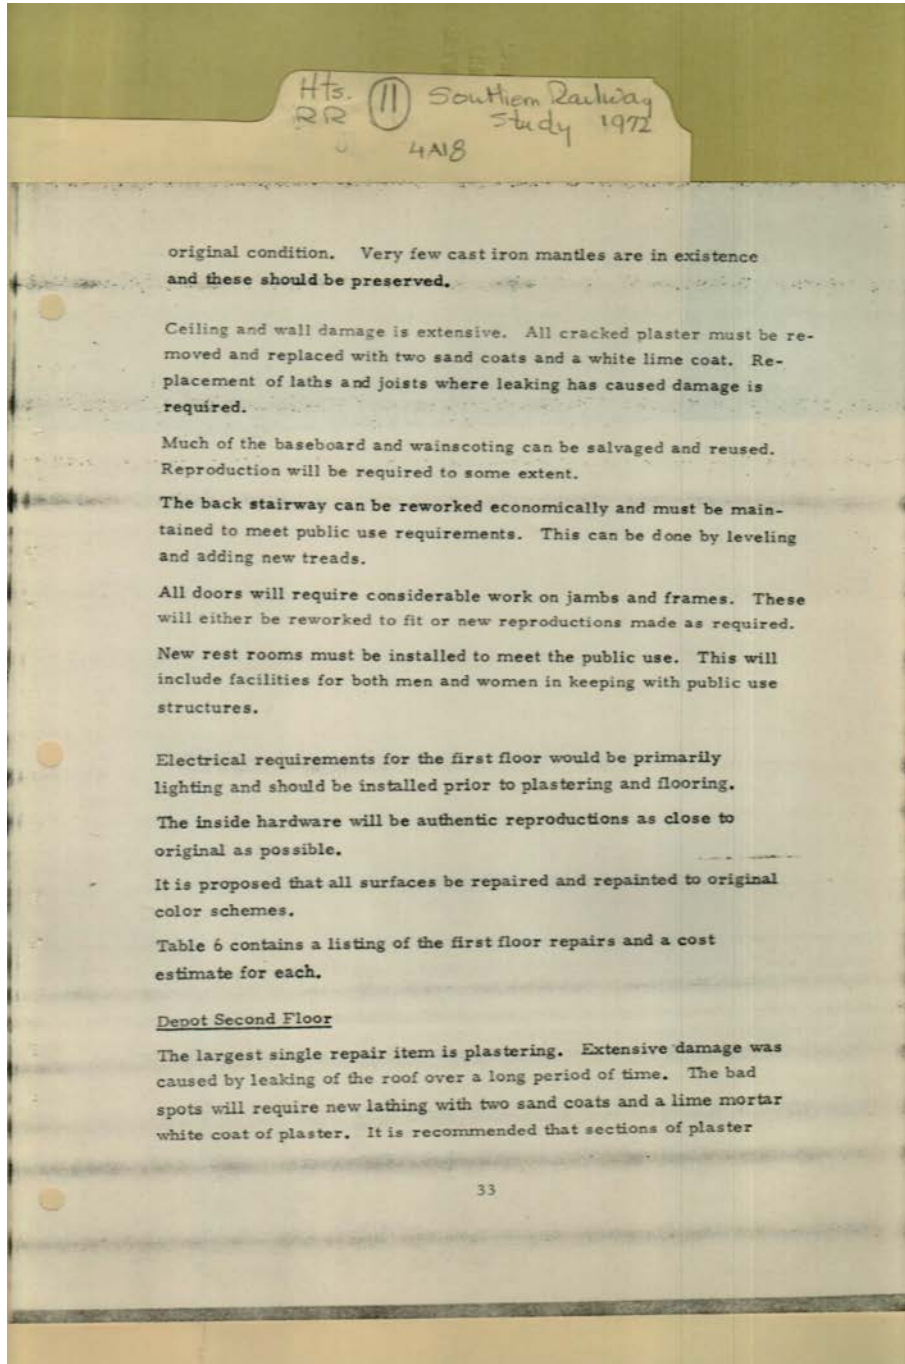 Hts. 11 Southern Railway
RR Study 1972
4A18
original condition. Very few cast iron mantles are in existence
and these should be preserved.
Ceiling and wall damage is extensive. All cracked plaster must be re-
moved and replaced with two sand coats and a white lime coat. Re-
placement of laths and joists where leaking has caused damage is
required.
Much of the baseboard and wainscoting can be salvaged and reused.
Reproduction will be required to some extent.
The back stairway can be reworked economically and must be main-
tained to meet public use requirements. This can be done by leveling
and adding new treads.
All doors will require considerable work on jambs and frames. These
will either be reworked to fit or new reproductions made as required.
New rest rooms must be installed to meet the public use. This will
include facilities for both men and women in keeping with public use
structures.
Electrical requirements for the first floor would be primarily
lighting and should be installed prior to plastering and flooring.
The inside hardware will be authentic reproductions as close to
original as possible.
It is proposed that all surfaces be repaired and repainted to original
color schemes.
Table 6 contains a listing of the first floor repairs and a cost
estimate for each.
Depot Second Floor
The largest single repair item is plastering. Extensive damage was
caused by leaking of the roof over a long period of time. The bad
spots will require new lathing with two sand coats and a lime mortar
white coat of plaster. It is recommended that sections of plaster
33